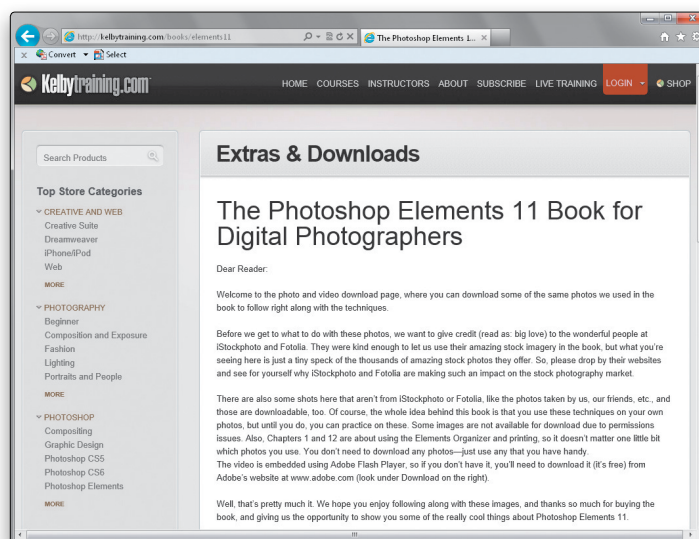 http://kelbytraining.com/books/elements11
The Photoshop Elements 11...
x Convert Select
Kelbytraining.com
HOME COURSES INSTRUCTORS ABOUT SUBSCRIBE LIVE TRAINING LOGIN SHOP
Search Products
Top Store Categories
CREATIVE AND WEB
Creative Suite
Dreamweaver
iPhone/iPod
Web
MORE
PHOTOGRAPHY
Beginner
Composition and Exposure
Fashion
Lighting
Portraits and People
MORE
PHOTOSHOP
Compositing
Graphic Design
Photoshop CS5
Photoshop CS6
Photoshop Elements
MORE
Extras & Downloads
The Photoshop Elements 11 Book for
Digital Photographers
Dear Reader:
Welcome to the photo and video download page, where you can download some of the same photos we used in the
book to follow right along with the techniques.
Before we get to what to do with these photos, we want to give credit (read as: big love) to the wonderful people at
iStockphoto and Fotolia. They were kind enough to let us use their amazing stock imagery in the book, but what you're
seeing here is just a tiny speck of the thousands of amazing stock photos they offer. So, please drop by their websites
and see for yourself why iStockphoto and Fotolia are making such an impact on the stock photography market.
There are also some shots here that aren't from iStockphoto or Fotolia, like the photos taken by us, our friends, etc., and
those are downloadable, too. Of course, the whole idea behind this book is that you use these techniques on your own
photos, but until you do, you can practice on these. Some images are not available for download due to permissions
issues. Also, Chapters 1 and 12 are about using the Elements Organizer and printing, so it doesn't matter one little bit
which photos you use. You don't need to download any photos—just use any that you have handy.
The video is embedded using Adobe Flash Player, so if you don't have it, you'll need to download it (it's free) from
Adobe's website at www.adobe.com (look under Download on the right).
Well, that's pretty much it. We hope you enjoy following along with these images, and thanks so much for buying the
book, and giving us the opportunity to show you some of the really cool things about Photoshop Elements 11.